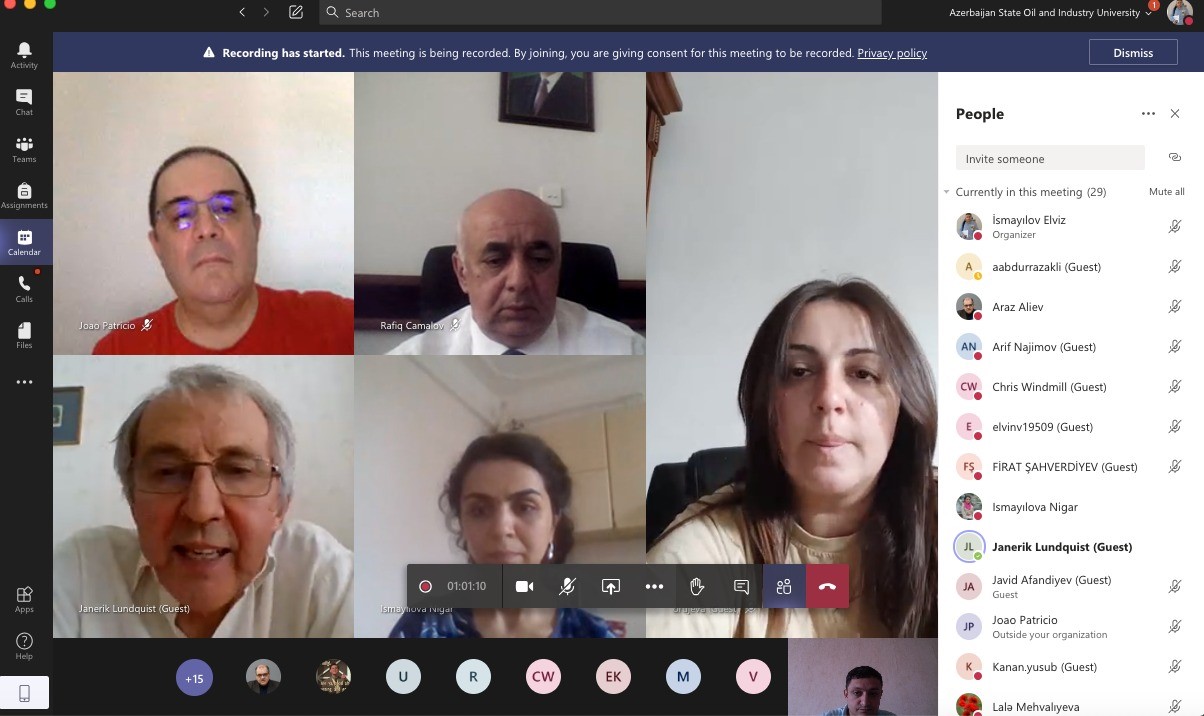 Search
Azerbaijan State Oil and Industry University
1
Recording has started. This meeting is being recorded. By joining, you are giving consent for this meeting to be recorded. Privacy policy
Dismiss
Activity
Chat
Teams
Assignments
Calendar
Calls
Files
Apps
Help
Joao Patricio
Rafiq Camalov
Janerik Lundquist (Guest)
Ismayılova Nigar
01:01:10
+15
U
R
CW
EK
M
V
People
Invite someone
Currently in this meeting (29)
Mute all
İsmayılov Elviz
Organizer
A
aabdurrazakli (Guest)
Araz Aliev
AN
Arif Najimov (Guest)
CW
Chris Windmill (Guest)
E
elvinv19509 (Guest)
FŞ
FİRAT ŞAHVERDİYEV (Guest)
Ismayılova Nigar
JL
Janerik Lundquist (Guest)
JA
Javid Afandiyev (Guest)
Guest
JP
Joao Patricio
Outside your organization
K
Kanan.yusub (Guest)
Lalə Mehvalıyeva